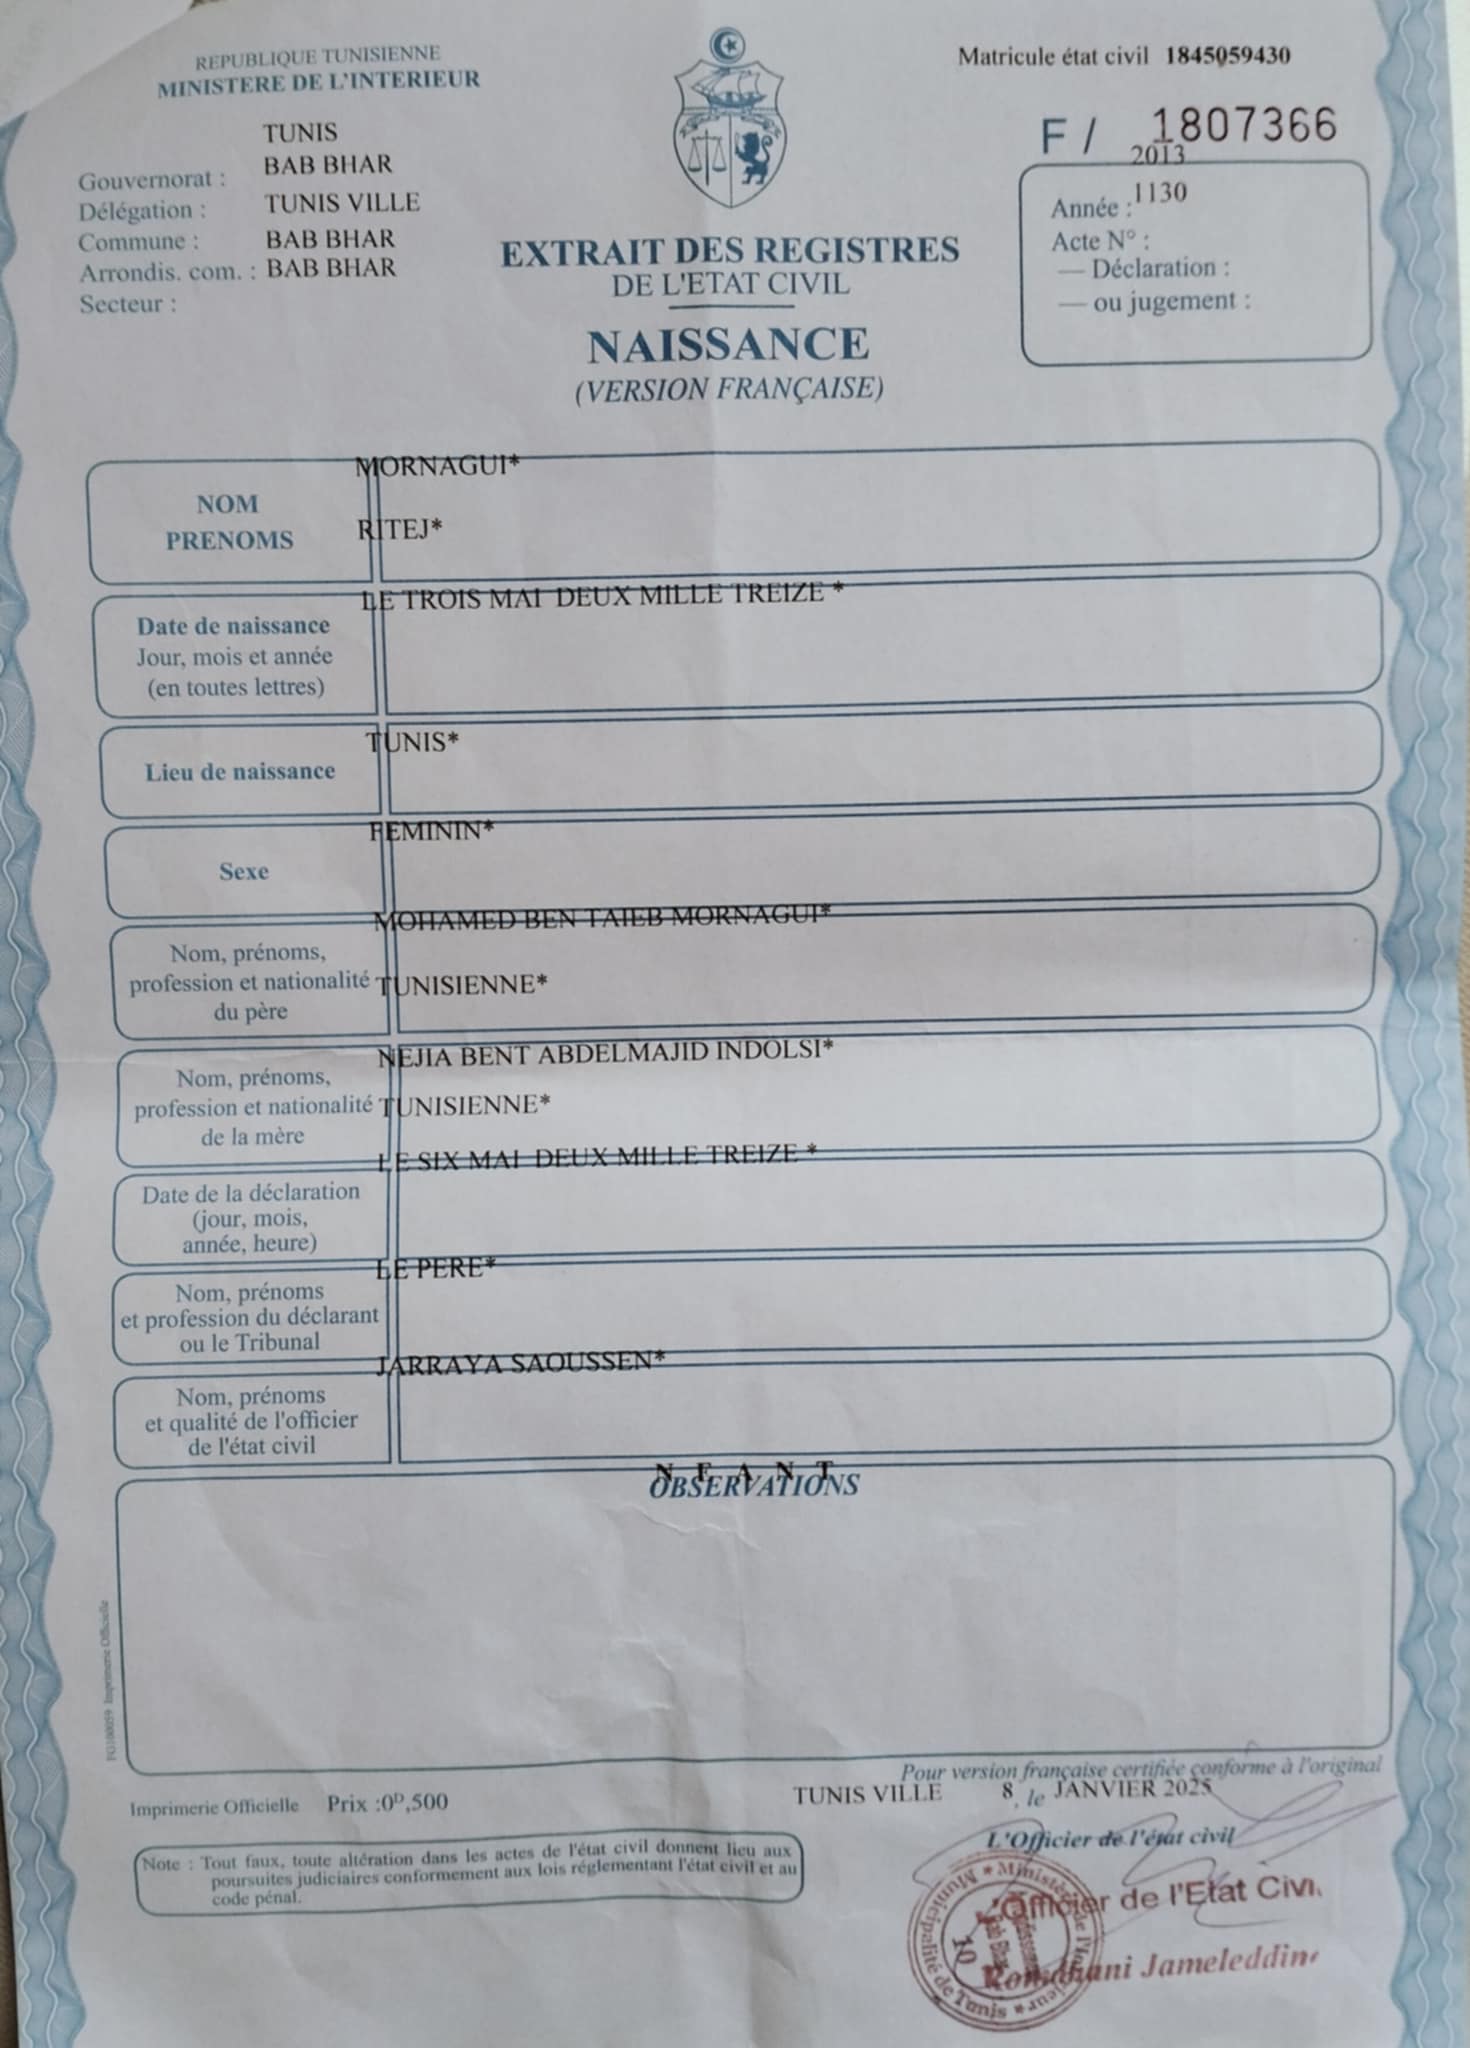 REPUBLIQUE TUNISIENNE
MINISTERE DE L'INTERIEUR
Matricule état civil 1845059430
F / 1807366
TUNIS
Gouvernorat : BAB BHAR
Délégation : TUNIS VILLE
Commune : BAB BHAR
Arrondis. com. : BAB BHAR
Secteur :
2013
Année : 1130
Acte N° :
— Déclaration :
— ou jugement :
EXTRAIT DES REGISTRES
DE L'ETAT CIVIL
NAISSANCE
(VERSION FRANÇAISE)
MORNAGUI*
NOM
PRENOMS
RITEJ*
LE TROIS MAI DEUX MILLE TREIZE *
Date de naissance
Jour, mois et année
(en toutes lettres)
TUNIS*
Lieu de naissance
FEMININ*
Sexe
MOHAMED BEN TAIEB MORNAGUI*
Nom, prénoms,
profession et nationalité
du père
TUNISIENNE*
NEJIA BENT ABDELMAJID INDOLSI*
Nom, prénoms,
profession et nationalité
de la mère
TUNISIENNE*
LE SIX MAI DEUX MILLE TREIZE *
Date de la déclaration
(jour, mois,
année, heure)
LE PERE*
Nom, prénoms
et profession du déclarant
ou le Tribunal
JARRAYA SAOUSSEN*
Nom, prénoms
et qualité de l'officier
de l'état civil
N E A N T
OBSERVATIONS
Imprimerie Officielle
Pour version française certifiée conforme à l'original
TUNIS VILLE 8, le JANVIER 2025
Imprimerie Officielle Prix :0ᴰ,500
L'Officier de l'état civil
Note : Tout faux, toute altération dans les actes de l'état civil donnent lieu aux
poursuites judiciaires conformement aux lois réglementant l'état civil et au
code pénal.
Officier de l'Etat Civi
Jameleddin
Municipalité de Tunis
10